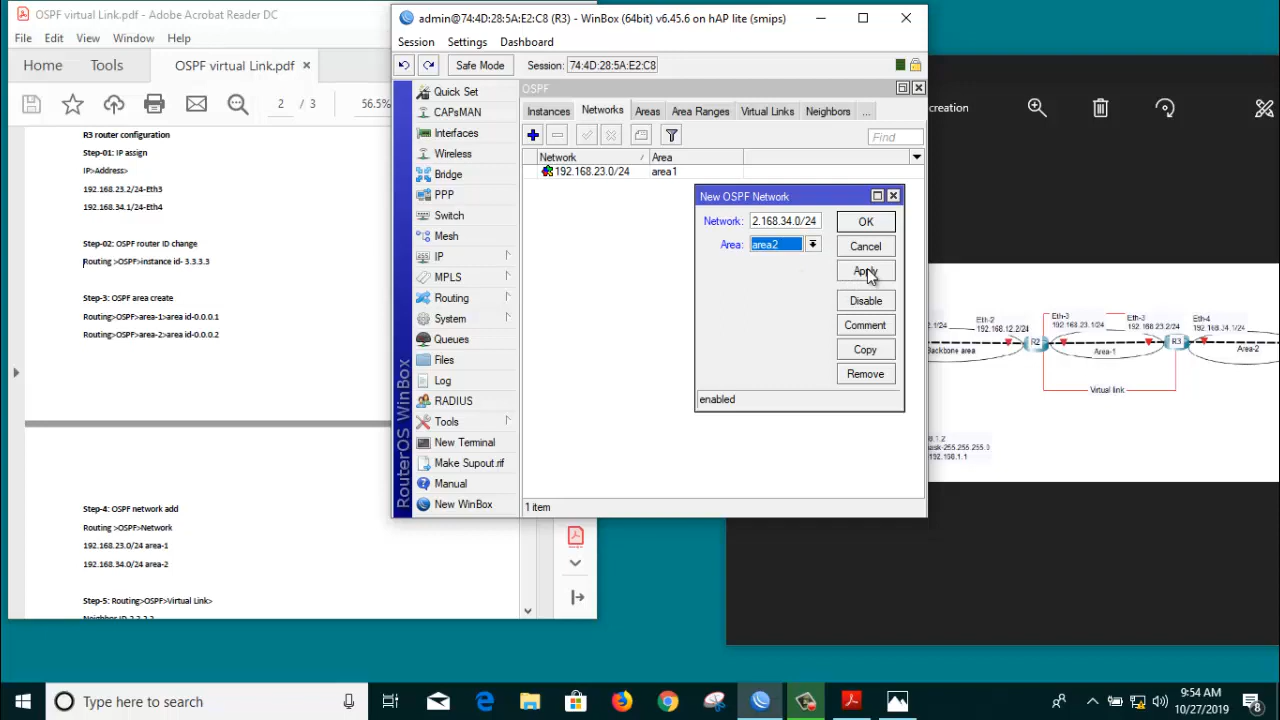 OSPF virtual Link.pdf - Adobe Acrobat Reader DC
File Edit View Window Help
Home Tools OSPF virtual Link.pdf ×
2 / 3 56.5%
R3 router configuration
Step-01: IP assign
IP>Address>
192.168.23.2/24-Eth3
192.168.34.1/24-Eth4
Step-02: OSPF router ID change
Routing >OSPF>instance id- 3.3.3.3
Step-3: OSPF area create
Routing>OSPF>area-1>area id-0.0.0.1
Routing>OSPF>area-2>area id-0.0.0.2
Step-4: OSPF network add
Routing >OSPF>Network
192.168.23.0/24 area-1
192.168.34.0/24 area-2
Step-5: Routing>OSPF>Virtual Link>
admin@74:4D:28:5A:E2:C8 (R3) - WinBox (64bit) v6.45.6 on hAP lite (smips)
Session Settings Dashboard
Safe Mode Session: 74:4D:28:5A:E2:C8
RouterOS WinBox
Quick Set
CAPsMAN
Interfaces
Wireless
Bridge
PPP
Switch
Mesh
IP
MPLS
Routing
System
Queues
Files
Log
RADIUS
Tools
New Terminal
Make Supout.rif
Manual
New WinBox
OSPF
Instances Networks Areas Area Ranges Virtual Links Neighbors ...
Find
Network Area
192.168.23.0/24 area1
1 item
New OSPF Network
Network: 2.168.34.0/24
Area: area2
OK
Cancel
Apply
Disable
Comment
Copy
Remove
enabled
creation
1/24
Eth-2
192.168.12.2/24
Eth-3
192.168.23.1/24
Eth-3
192.168.23.2/24
Eth-4
192.168.34.1/24
R2
R3
Backbone area
Area-1
Area-2
Virtual link
ask-255.255.255.0
Type here to search
9:54 AM
10/27/2019
8